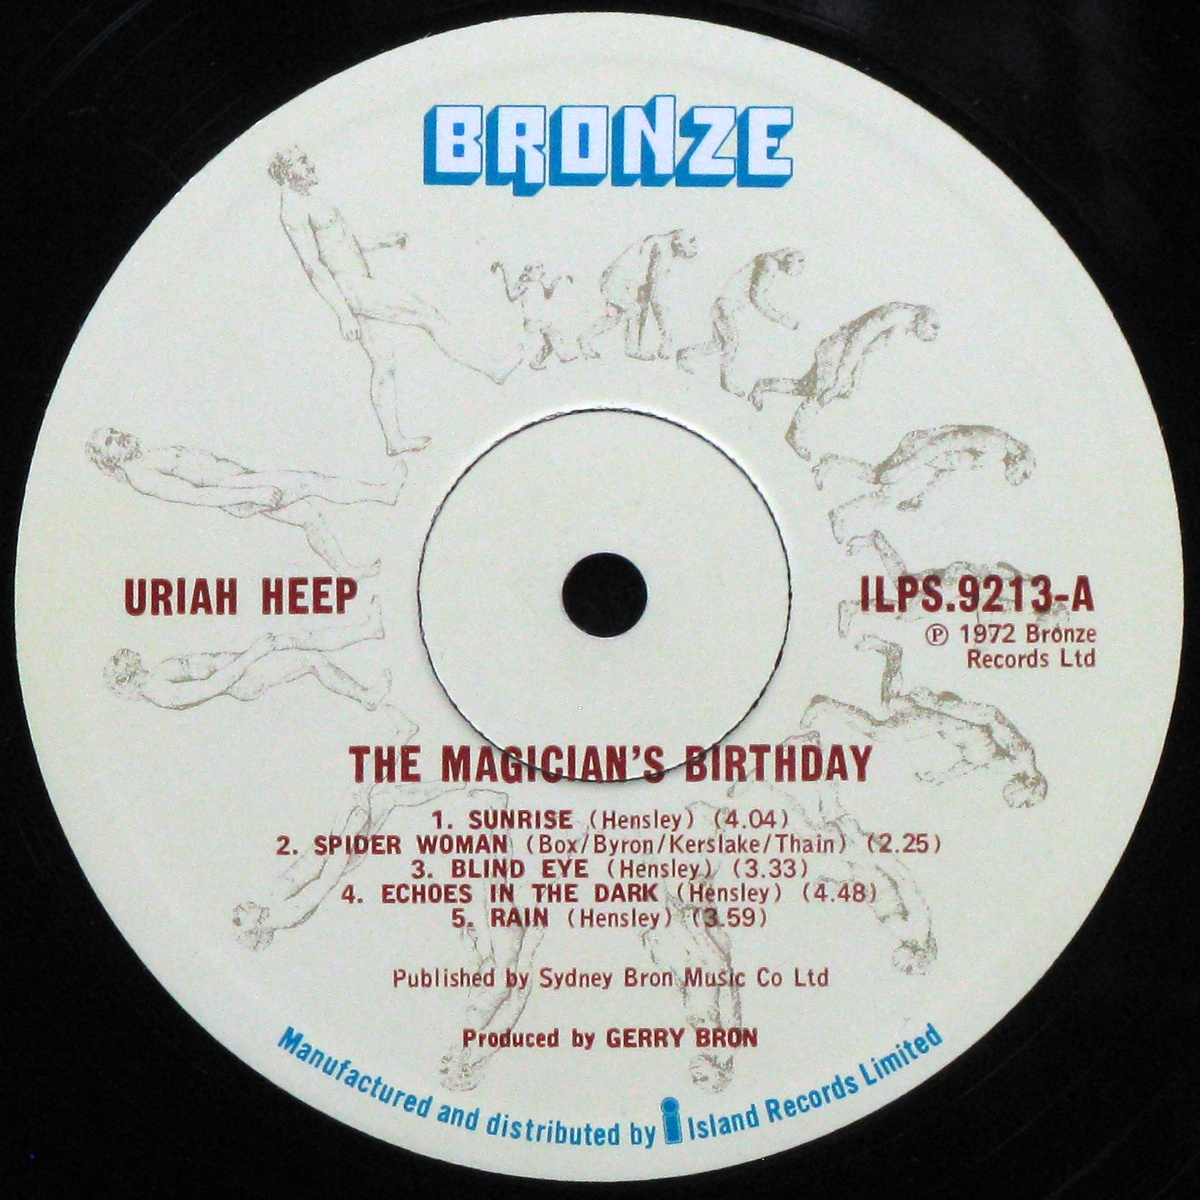 BRONZE
URIAH HEEP
ILPS.9213-A
℗ 1972 Bronze
Records Ltd
THE MAGICIAN'S BIRTHDAY
1. SUNRISE (Hensley) (4.04)
2. SPIDER WOMAN (Box/Byron/Kerslake/Thain) (2.25)
3. BLIND EYE (Hensley) (3.33)
4. ECHOES IN THE DARK (Hensley) (4.48)
5. RAIN (Hensley) (3.59)
Published by Sydney Bron Music Co Ltd
Produced by GERRY BRON
Manufactured and distributed by i Island Records Limited